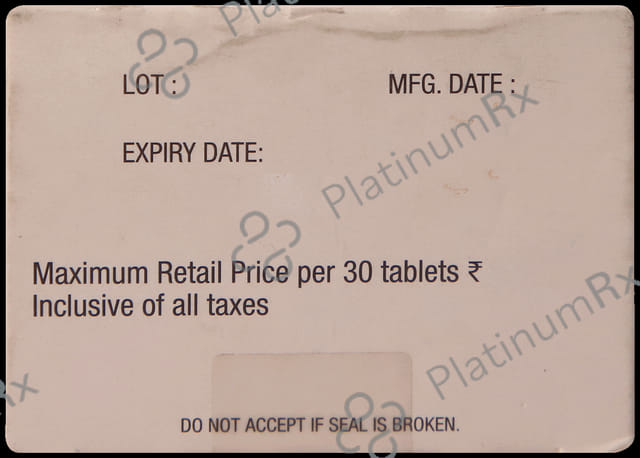 LOT :
MFG. DATE :
EXPIRY DATE:
Maximum Retail Price per 30 tablets ₹
Inclusive of all taxes
DO NOT ACCEPT IF SEAL IS BROKEN.
PlatinumRx
PlatinumRx